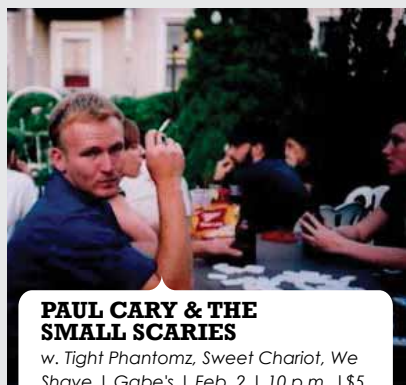 PAUL CARY & THE
SMALL SCARIES
w. Tight Phantomz, Sweet Chariot, We
Shave | Gabe's | Feb. 2 | 10 p.m. | $5